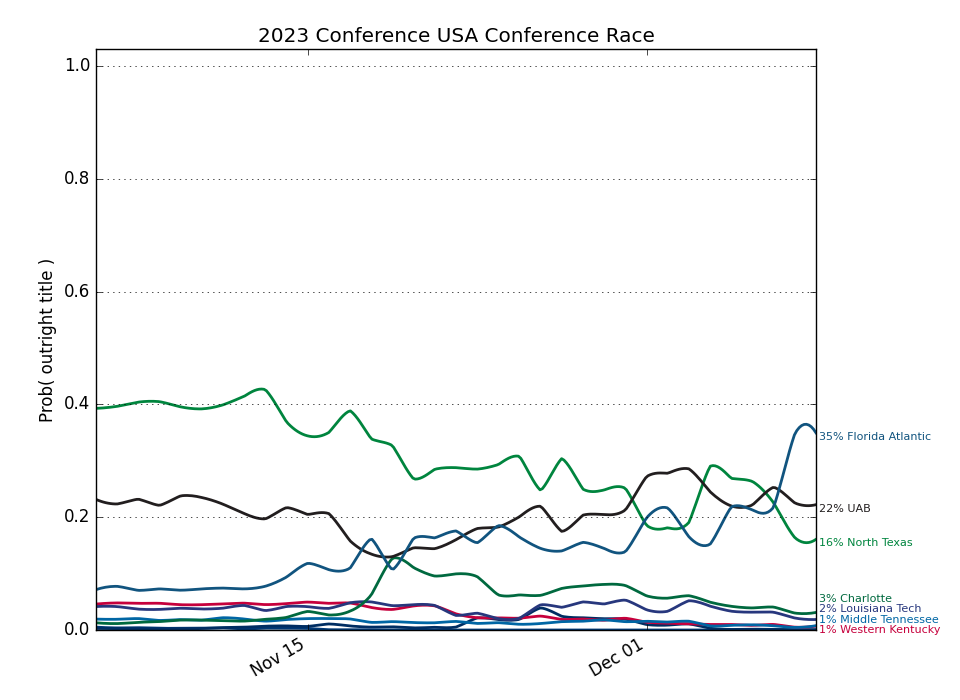 2023 Conference USA Conference Race
Prob( outright title )
1.0
0.8
0.6
0.4
0.2
0.0
Nov 15
Dec 01
35% Florida Atlantic
22% UAB
16% North Texas
3% Charlotte
2% Louisiana Tech
1% Middle Tennessee
1% Western Kentucky